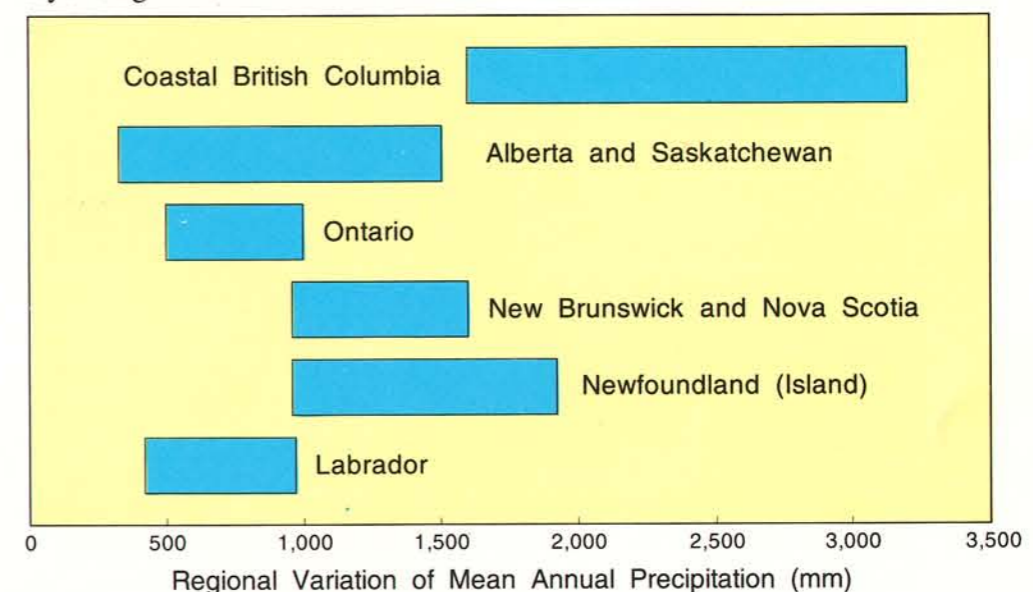 Coastal British Columbia
Alberta and Saskatchewan
Ontario
New Brunswick and Nova Scotia
Newfoundland (Island)
Labrador
0 500 1,000 1,500 2,000 2,500 3,000 3,500
Regional Variation of Mean Annual Precipitation (mm)